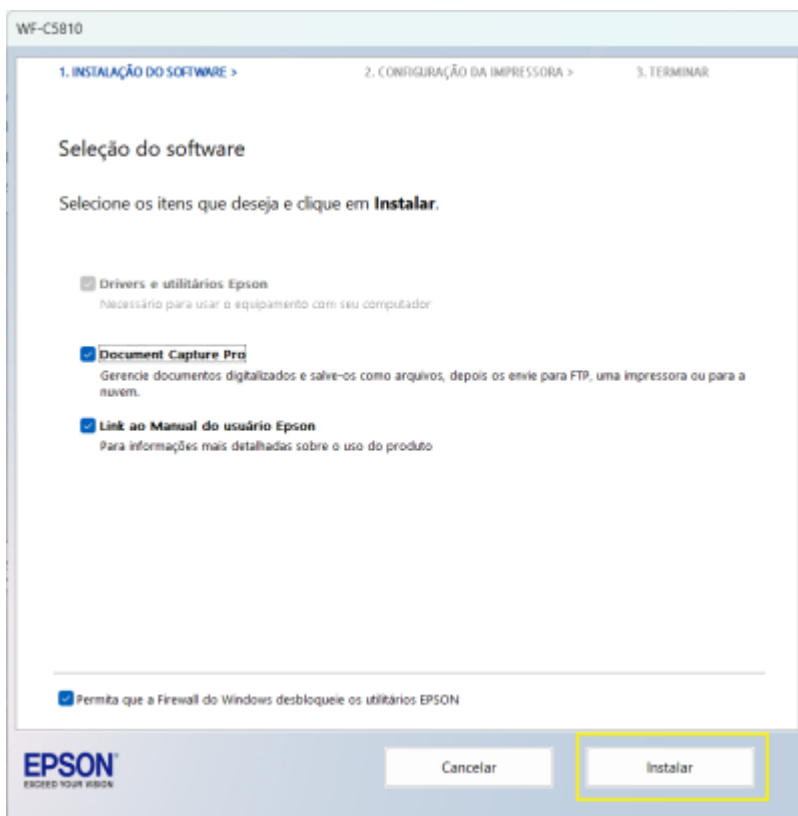 WF-C5810
1. INSTALAÇÃO DO SOFTWARE > 2. CONFIGURAÇÃO DA IMPRESSORA > 3. TERMINAR
Seleção do software
Selecione os itens que deseja e clique em Instalar.
Drivers e utilitários Epson
Necessário para usar o equipamento com seu computador
Document Capture Pro
Gerencie documentos digitalizados e salve-os como arquivos, depois os envie para FTP, uma impressora ou para a
nuvem.
Link ao Manual do usuário Epson
Para informações mais detalhadas sobre o uso do produto
Permita que a Firewall do Windows desbloqueie os utilitários EPSON
EPSON
EXCEED YOUR VISION
Cancelar
Instalar